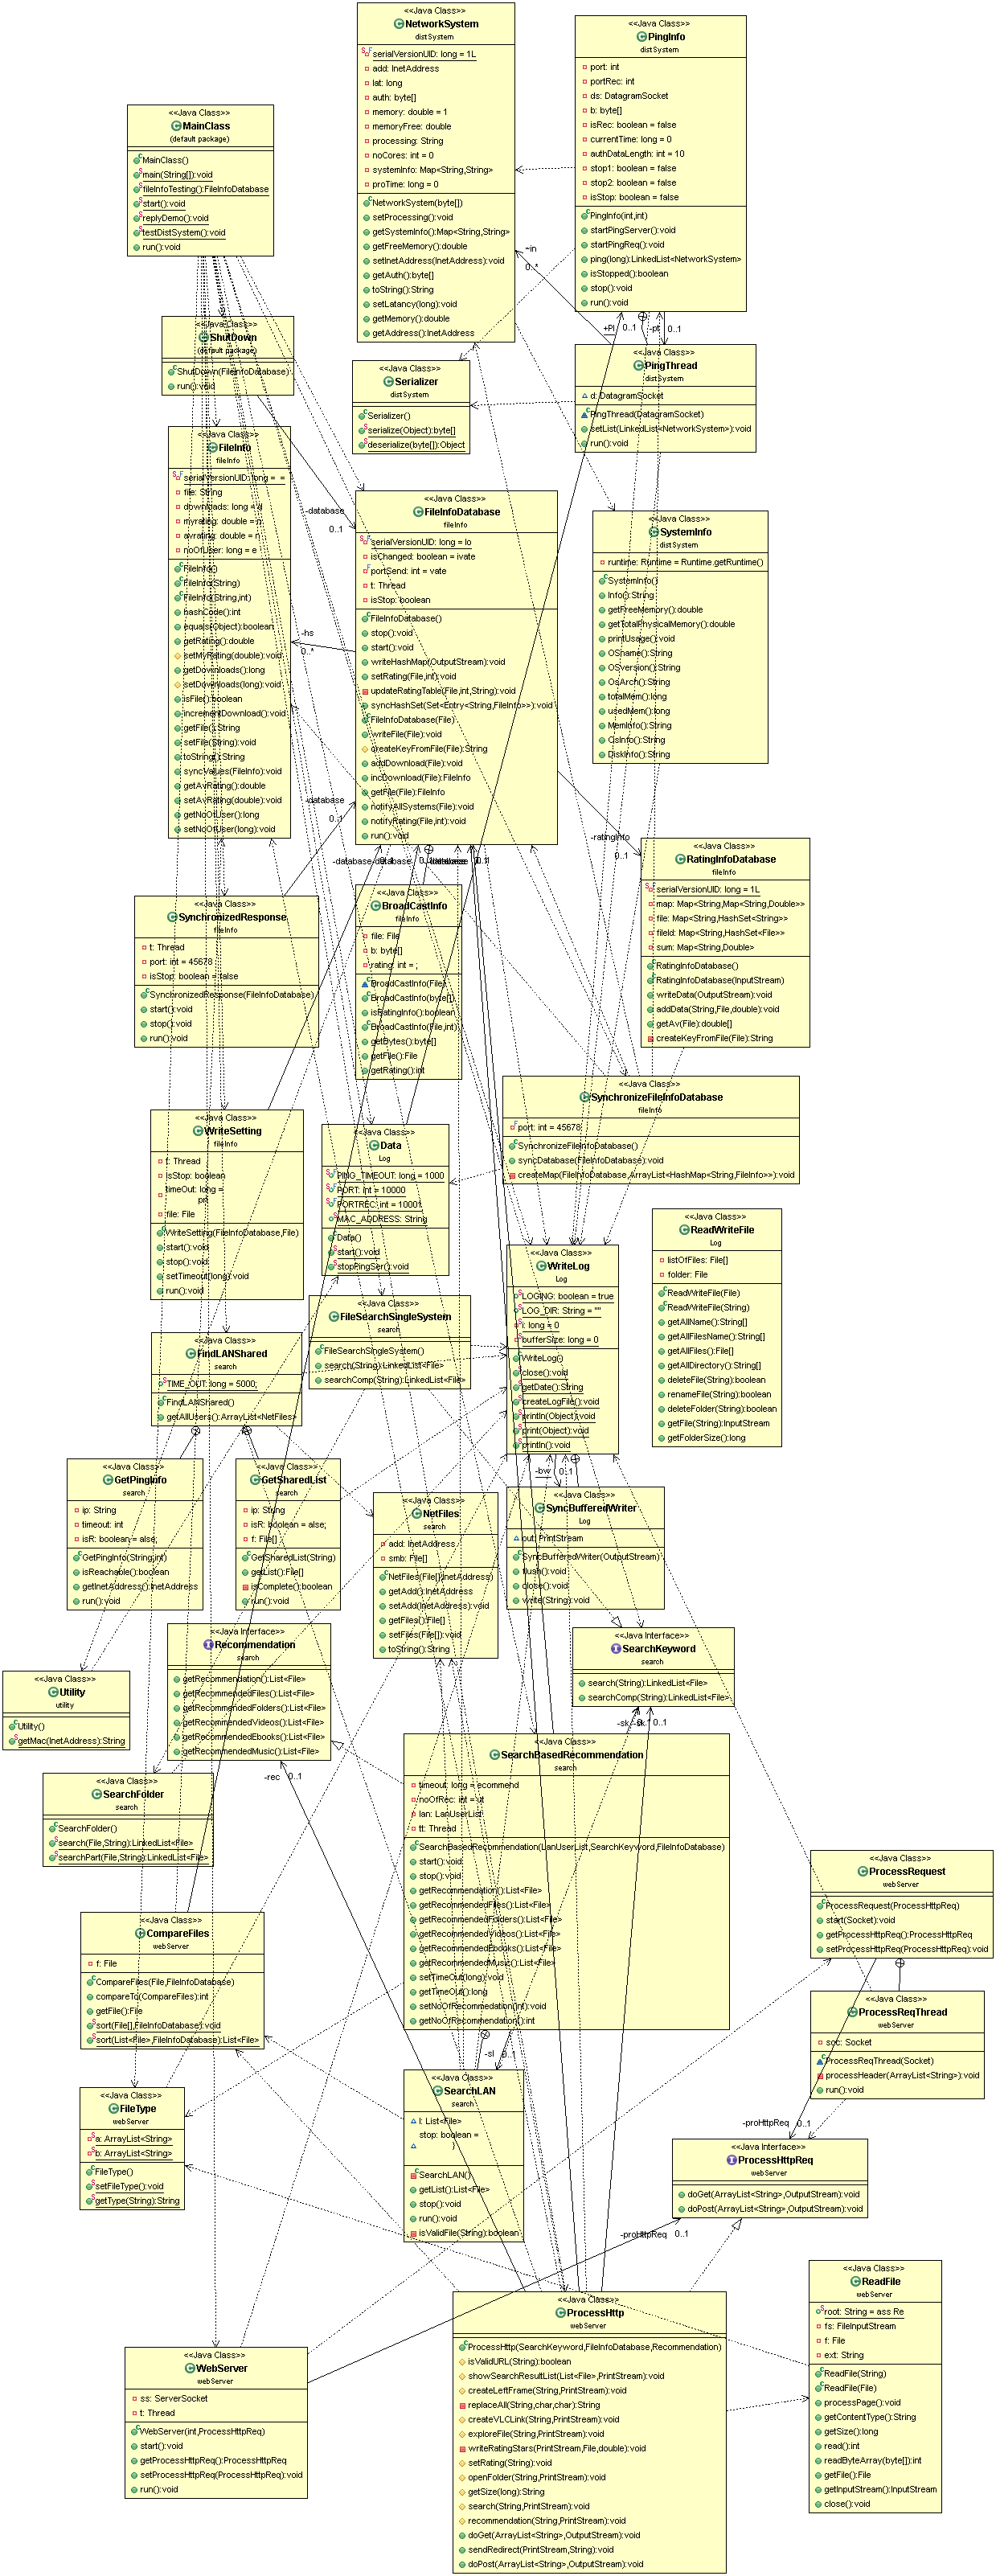 <<Java Class>>
NetworkSystem
distSystem
serialVersionUID: long = 1L
add: InetAddress
lat: long
auth: byte[]
memory: double = 1
memoryFree: double
processing: String
noCores: int = 0
systemInfo: Map<String,String>
proTime: long = 0
NetworkSystem(byte[])
setProcessing():void
getSystemInfo():Map<String,String>
getFreeMemory():double
setInetAddress(InetAddress):void
getAuth():byte[]
toString():String
setLatancy(long):void
getMemory():double
getAddress():InetAddress
<<Java Class>>
PingInfo
distSystem
port: int
portRec: int
ds: DatagramSocket
b: byte[]
isRec: boolean = false
currentTime: long = 0
authDataLength: int = 10
stop1: boolean = false
stop2: boolean = false
isStop: boolean = false
PingInfo(int,int)
startPingServer():void
startPingReq():void
ping(long):LinkedList<NetworkSystem>
isStopped():boolean
stop():void
run():void
<<Java Class>>
MainClass
(default package)
MainClass()
main(String[]):void
fileInfoTesting():FileInfoDatabase
start():void
replyDemo():void
testDistSystem():void
run():void
~in
0..*
+PI
0..1
-pt
0..1
<<Java Class>>
ShutDown
(default package)
ShutDown(FileInfoDatabase)
run():void
<<Java Class>>
Serializer
distSystem
Serializer()
serialize(Object):byte[]
deserialize(byte[]):Object
<<Java Class>>
PingThread
distSystem
d: DatagramSocket
PingThread(DatagramSocket)
setList(LinkedList<NetworkSystem>):void
run():void
<<Java Class>>
FileInfo
fileInfo
serialVersionUID: long = =
file: String
downloads: long = d
myrating: double = n
avrating: double = n
noOfUser: long = e
FileInfo()
FileInfo(String)
FileInfo(String,int)
hashCode():int
equals(Object):boolean
getRating():double
setMyRating(double):void
getDownloads():long
setDownloads(long):void
isFile():boolean
incrementDownload():void
getFile():String
setFile(String):void
toString():String
syncValues(FileInfo):void
getAvRating():double
setAvRating(double):void
getNoOfUser():long
setNoOfUser(long):void
-database
0..1
-hs
0..*
-database
0..1
<<Java Class>>
FileInfoDatabase
fileInfo
serialVersionUID: long = lo
isChanged: boolean = ivate
portSend: int = vate
t: Thread
isStop: boolean
FileInfoDatabase()
stop():void
start():void
writeHashMap(OutputStream):void
setRating(File,int):void
updateRatingTable(File,int,String):void
syncHashSet(Set<Entry<String,FileInfo>>):void
FileInfoDatabase(File)
writeFile(File):void
createKeyFromFile(File):String
addDownload(File):void
incDownload(File):FileInfo
getFile(File):FileInfo
notifyAllSystems(File):void
notifyRating(File,int):void
run():void
<<Java Class>>
SystemInfo
distSystem
runtime: Runtime = Runtime.getRuntime()
SystemInfo()
Info():String
getFreeMemory():double
getTotalPhysicalMemory():double
printUsage():void
OSname():String
OSversion():String
OsArch():String
totalMem():long
usedMem():long
MemInfo():String
OsInfo():String
DiskInfo():String
-ratingInfo
0..1
<<Java Class>>
RatingInfoDatabase
fileInfo
serialVersionUID: long = 1L
map: Map<String,Map<String,Double>>
file: Map<String,HashSet<String>>
fileId: Map<String,HashSet<File>>
sum: Map<String,Double>
RatingInfoDatabase()
RatingInfoDatabase(InputStream)
writeData(OutputStream):void
addData(String,File,double):void
getAv(File):double[]
createKeyFromFile(File):String
-database
<<Java Class>>
SynchronizedResponse
fileInfo
t: Thread
port: int = 45678
isStop: boolean = false
SynchronizedResponse(FileInfoDatabase)
start():void
stop():void
run():void
<<Java Class>>
BroadCastInfo
fileInfo
file: File
b: byte[]
rating: int = ;
BroadCastInfo(File)
BroadCastInfo(byte[])
isRatingInfo():boolean
BroadCastInfo(File,int)
getBytes():byte[]
getFile():File
getRating():int
<<Java Class>>
SynchronizeFileInfoDatabase
fileInfo
port: int = 45678
SynchronizeFileInfoDatabase()
syncDatabase(FileInfoDatabase):void
createMap(FileInfoDatabase,ArrayList<HashMap<String,FileInfo>>):void
<<Java Class>>
WriteSetting
fileInfo
t: Thread
isStop: boolean
timeOut: long =
pri
file: File
WriteSetting(FileInfoDatabase,File)
start():void
stop():void
setTimeout(long):void
run():void
<<Java Class>>
Data
Log
PING_TIMEOUT: long = 1000
PORT: int = 10000
PORTREC: int = 10001
MAC_ADDRESS: String
Data()
start():void
stopPingSer():void
<<Java Class>>
ReadWriteFile
Log
listOfFiles: File[]
folder: File
ReadWriteFile(File)
ReadWriteFile(String)
getAllName():String[]
getAllFilesName():String[]
getAllFiles():File[]
getAllDirectory():String[]
deleteFile(String):boolean
renameFile(String):boolean
deleteFolder(String):boolean
getFile(String):InputStream
getFolderSize():long
<<Java Class>>
WriteLog
Log
LOGING: boolean = true
LOG_DIR: String = ""
i: long = 0
bufferSize: long = 0
WriteLog()
close():void
getDate():String
createLogFile():void
println(Object):void
print(Object):void
println():void
<<Java Class>>
FileSearchSingleSystem
search
FileSearchSingleSystem()
search(String):LinkedList<File>
searchComp(String):LinkedList<File>
<<Java Class>>
FindLANShared
search
TIME_OUT: long = 5000;
FindLANShared()
getAllUsers():ArrayList<NetFiles>
-bw
0..1
<<Java Class>>
GetPingInfo
search
ip: String
timeout: int
isR: boolean = alse;
GetPingInfo(String,int)
isReachable():boolean
getInetAddress():InetAddress
run():void
<<Java Class>>
GetSharedList
search
ip: String
isR: boolean = alse;
f: File[]
GetSharedList(String)
getList():File[]
isComplete():boolean
run():void
<<Java Class>>
NetFiles
search
add: InetAddress
smb: File[]
NetFiles(File[],InetAddress)
getAdd():InetAddress
setAdd(InetAddress):void
getFiles():File[]
setFiles(File[]):void
toString():String
<<Java Class>>
SyncBufferedWriter
Log
out: PrintStream
SyncBufferedWriter(OutputStream)
flush():void
close():void
write(String):void
<<Java Interface>>
Recommendation
search
getRecommendation():List<File>
getRecommendedFiles():List<File>
getRecommendedFolders():List<File>
getRecommendedVideos():List<File>
getRecommendedEbooks():List<File>
getRecommendedMusic():List<File>
<<Java Interface>>
SearchKeyword
search
search(String):LinkedList<File>
searchComp(String):LinkedList<File>
<<Java Class>>
Utility
utility
Utility()
getMac(InetAddress):String
-sk
0..1
-rec
0..1
<<Java Class>>
SearchBasedRecommendation
search
timeout: long = ecommend
noOfRec: int = ut
lan: LanUserList
tt: Thread
SearchBasedRecommendation(LanUserList,SearchKeyword,FileInfoDatabase)
start():void
stop():void
getRecommendation():List<File>
getRecommendedFiles():List<File>
getRecommendedFolders():List<File>
getRecommendedVideos():List<File>
getRecommendedEbooks():List<File>
getRecommendedMusic():List<File>
setTimeOut(long):void
getTimeOut():long
setNoOfRecommedation(int):void
getNoOfRecommendation():int
<<Java Class>>
SearchFolder
search
SearchFolder()
search(File,String):LinkedList<File>
searchPart(File,String):LinkedList<File>
<<Java Class>>
ProcessRequest
webServer
ProcessRequest(ProcessHttpReq)
start(Socket):void
getProcessHttpReq():ProcessHttpReq
setProcessHttpReq(ProcessHttpReq):void
<<Java Class>>
CompareFiles
webServer
f: File
CompareFiles(File,FileInfoDatabase)
compareTo(CompareFiles):int
getFile():File
sort(File[],FileInfoDatabase):void
sort(List<File>,FileInfoDatabase):List<File>
<<Java Class>>
ProcessReqThread
webServer
soc: Socket
ProcessReqThread(Socket)
processHeader(ArrayList<String>):void
run():void
-sl
0..1
<<Java Class>>
SearchLAN
search
l: List<File>
stop: boolean =
}
SearchLAN()
getList():List<File>
stop():void
run():void
isValidFile(String):boolean
<<Java Class>>
FileType
webServer
a: ArrayList<String>
b: ArrayList<String>
FileType()
setFileType():void
getType(String):String
-proHttpReq
0..1
<<Java Interface>>
ProcessHttpReq
webServer
doGet(ArrayList<String>,OutputStream):void
doPost(ArrayList<String>,OutputStream):void
-proHttpReq
0..1
<<Java Class>>
ReadFile
webServer
root: String = ass Re
fs: FileInputStream
f: File
ext: String
ReadFile(String)
ReadFile(File)
processPage():void
getContentType():String
getSize():long
read():int
readByteArray(byte[]):int
getFile():File
getInputStream():InputStream
close():void
<<Java Class>>
ProcessHttp
webServer
ProcessHttp(SearchKeyword,FileInfoDatabase,Recommendation)
isValidURL(String):boolean
showSearchResultList(List<File>,PrintStream):void
createLeftFrame(String,PrintStream):void
replaceAll(String,char,char):String
createVLCLink(String,PrintStream):void
exploreFile(String,PrintStream):void
writeRatingStars(PrintStream,File,double):void
setRating(String):void
openFolder(String,PrintStream):void
getSize(long):String
search(String,PrintStream):void
recommendation(String,PrintStream):void
doGet(ArrayList<String>,OutputStream):void
sendRedirect(PrintStream,String):void
doPost(ArrayList<String>,OutputStream):void
<<Java Class>>
WebServer
webServer
ss: ServerSocket
t: Thread
WebServer(int,ProcessHttpReq)
start():void
getProcessHttpReq():ProcessHttpReq
setProcessHttpReq(ProcessHttpReq):void
run():void